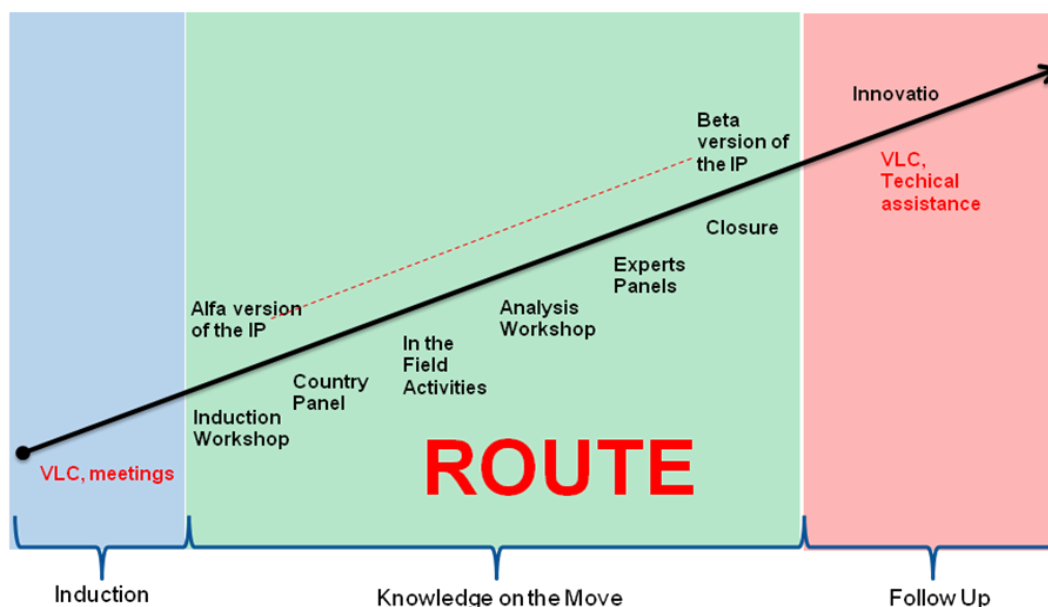 Innovatio
Beta
version of
the IP
VLC,
Techical
assistance
Closure
Experts
Panels
Alfa version
of the IP
Analysis
Workshop
In the
Field
Activities
Country
Panel
Induction
Workshop
ROUTE
VLC, meetings
Induction
Knowledge on the Move
Follow Up